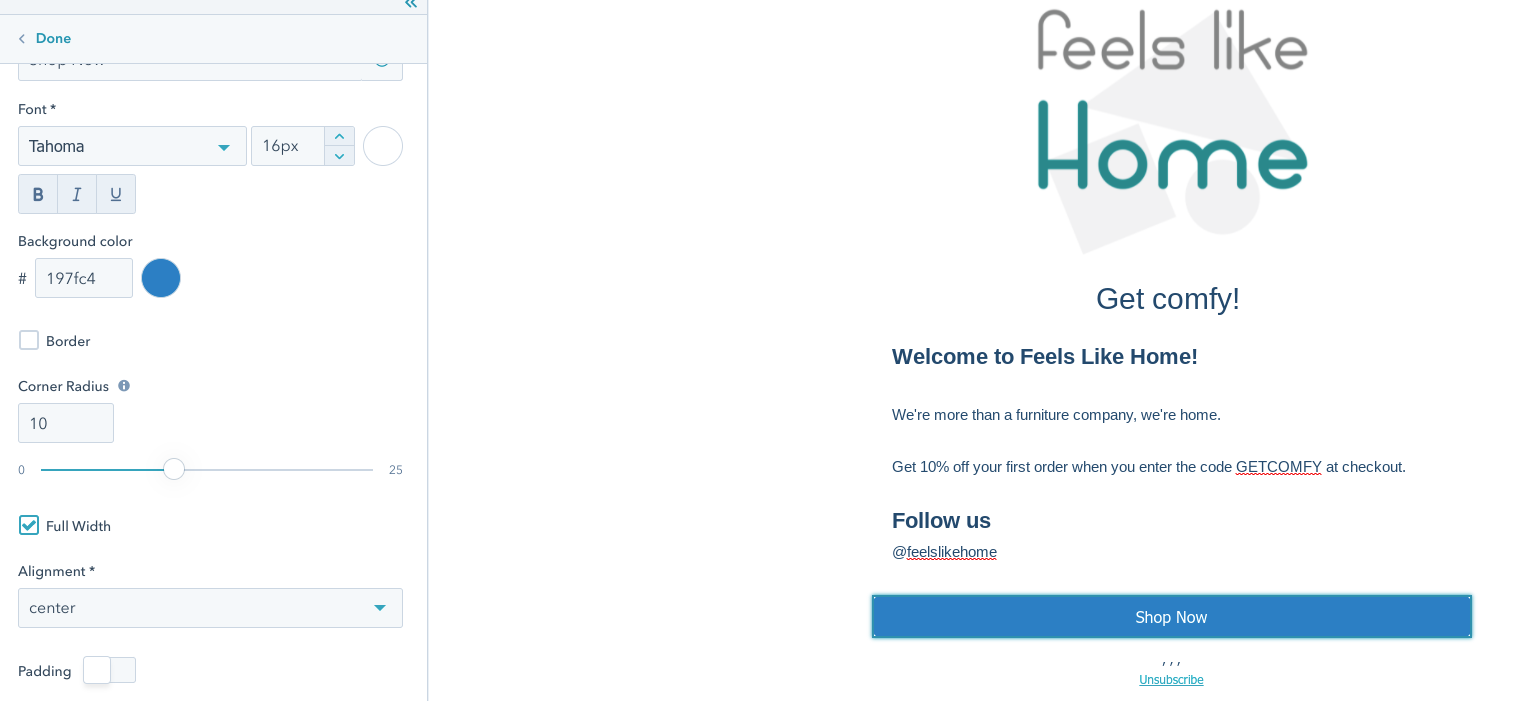 Done
Shop Now
Font *
Tahoma
16px
B I U
Background color
# 197fc4
Border
Corner Radius
10
0 25
Full Width
Alignment *
center
Padding
feels like
Home
Get comfy!
Welcome to Feels Like Home!
We're more than a furniture company, we're home.
Get 10% off your first order when you enter the code GETCOMFY at checkout.
Follow us
@feelslikehome
Shop Now
, , ,
Unsubscribe